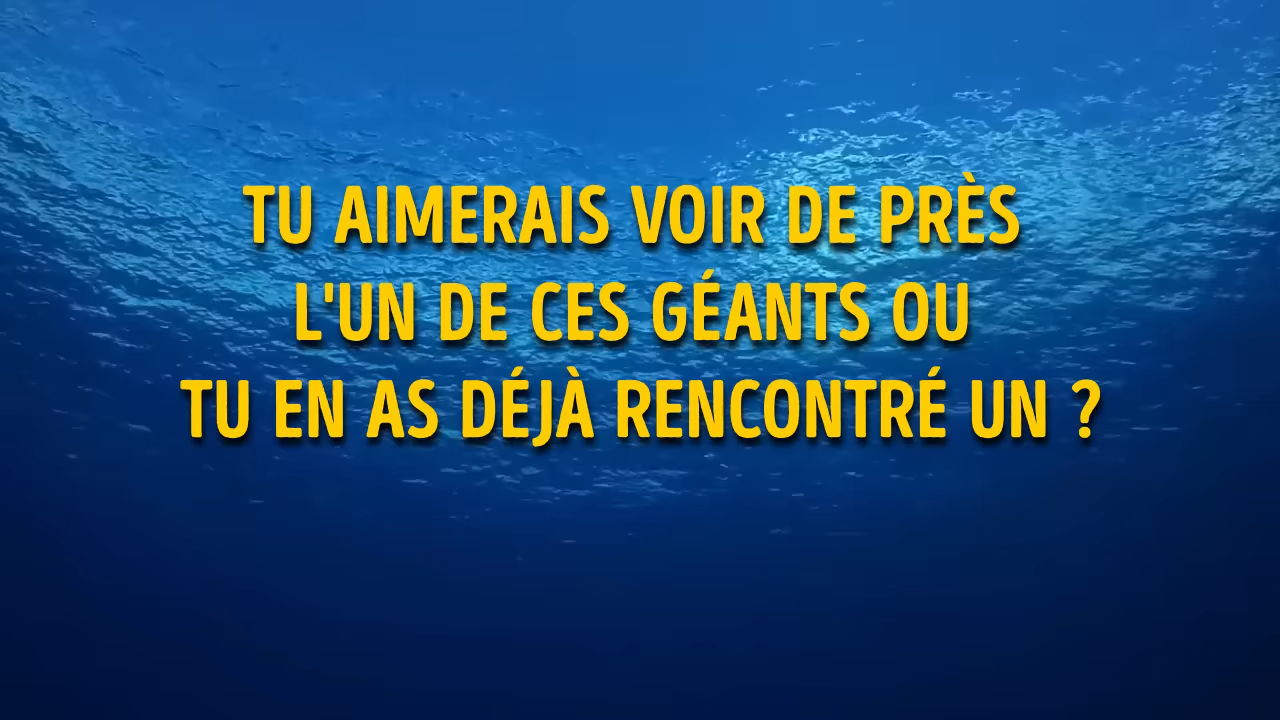 TU AIMERAIS VOIR DE PRÈS
L'UN DE CES GÉANTS OU
TU EN AS DÉJÀ RENCONTRÉ UN ?